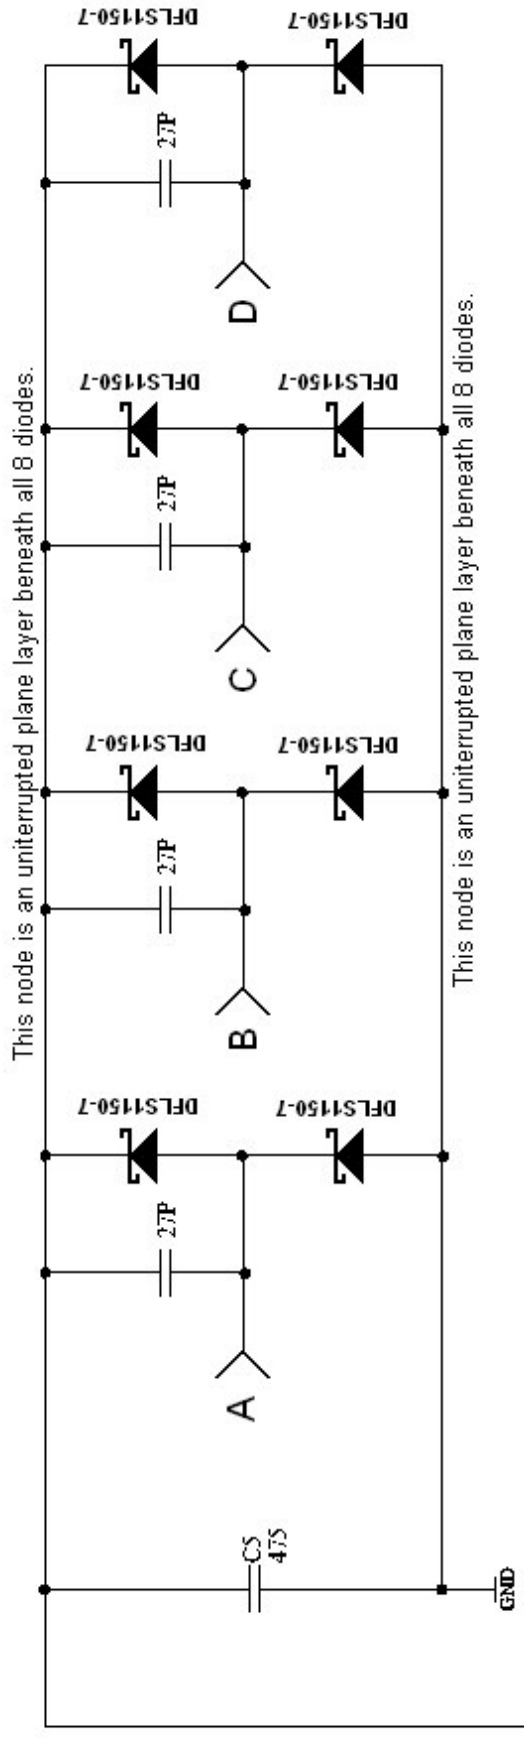 This node is an uniterrupted plane layer beneath all 8 diodes.
DFLS1150-7
DFLS1150-7
DFLS1150-7
DFLS1150-7
27P
27P
27P
27P
C5
475
A
B
C
D
DFLS1150-7
DFLS1150-7
DFLS1150-7
DFLS1150-7
This node is an uniterrupted plane layer beneath all 8 diodes.
GND